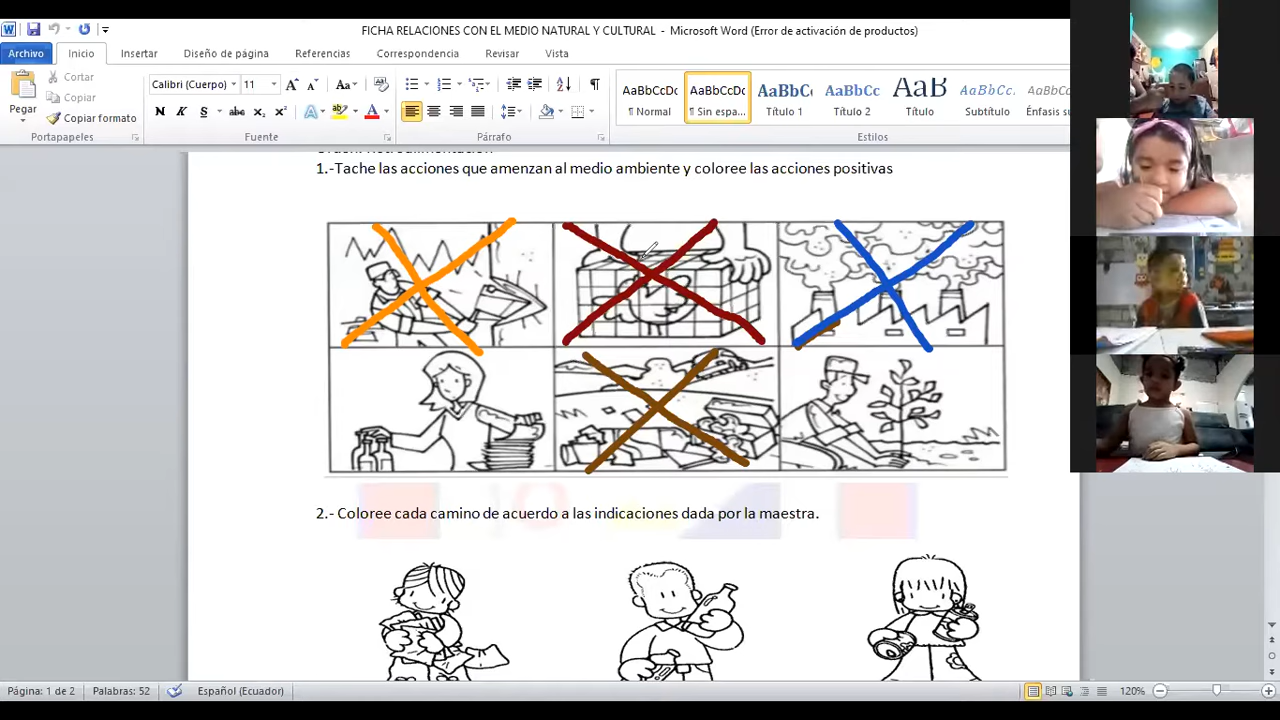 FICHA RELACIONES CON EL MEDIO NATURAL Y CULTURAL - Microsoft Word (Error de activación de productos)
Archivo Inicio Insertar Diseño de página Referencias Correspondencia Revisar Vista
Cortar
Copiar
Copiar formato
Pegar
Portapapeles
Calibri (Cuerpo) 11
Fuente
Párrafo
AaBbCcDc AaBbCcDc AaBbCc AaBbCc AaB AaBbCc. AaBbCcDc
¶ Normal ¶ Sin espa... Título 1 Título 2 Título Subtítulo Énfasis su
Estilos
1.-Tache las acciones que amenzan al medio ambiente y coloree las acciones positivas
2.- Coloree cada camino de acuerdo a las indicaciones dada por la maestra.
Página: 1 de 2 Palabras: 52 Español (Ecuador) 120%